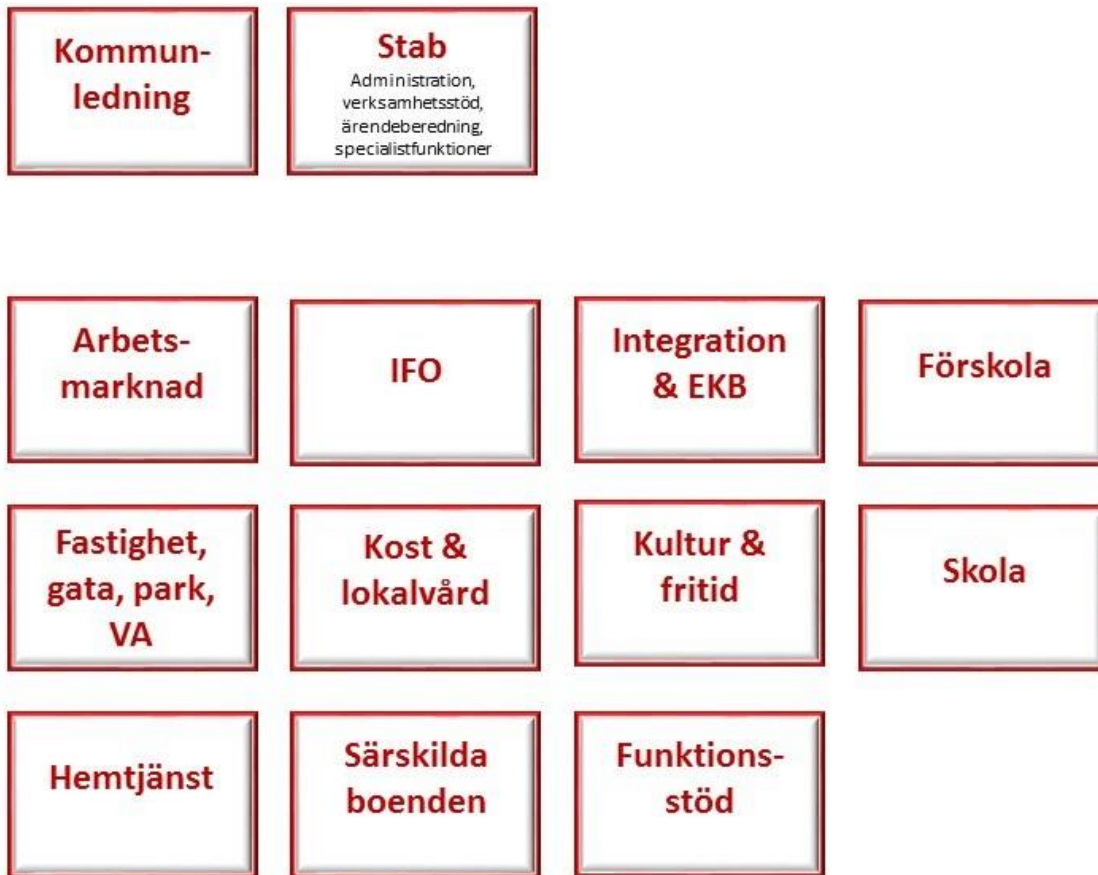 Kommun-
ledning
Stab
Administration,
verksamhetsstöd,
ärendeberedning,
specialistfunktioner
Arbets-
marknad
IFO
Integration
& EKB
Förskola
Fastighet,
gata, park,
VA
Kost &
lokalvård
Kultur &
fritid
Skola
Hemtjänst
Särskilda
boenden
Funktions-
stöd